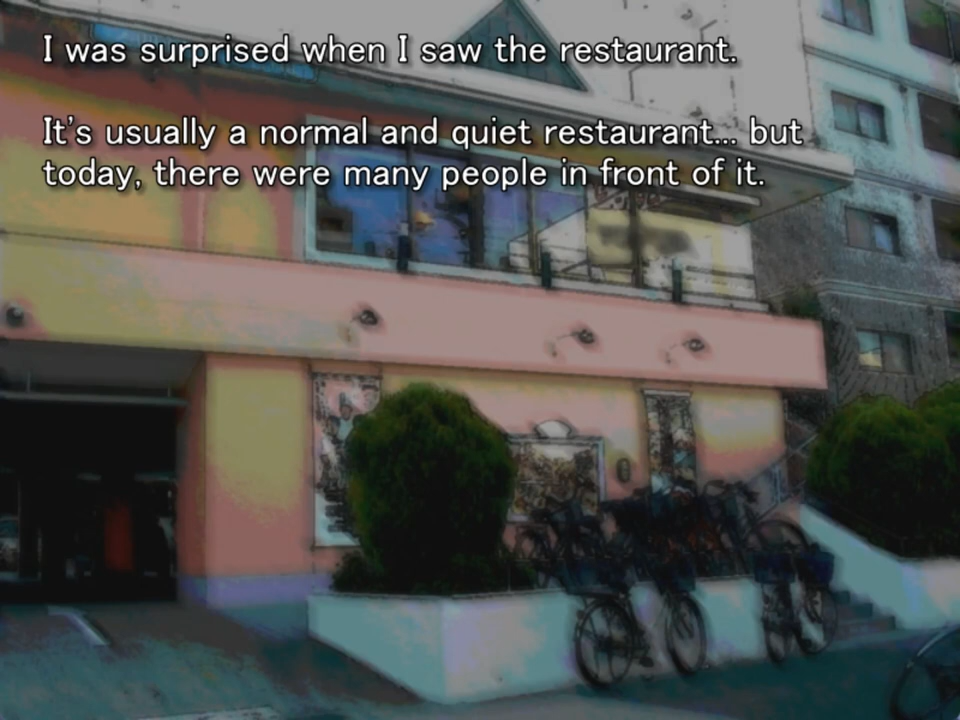 I was surprised when I saw the restaurant.
It's usually a normal and quiet restaurant... but
today, there were many people in front of it.